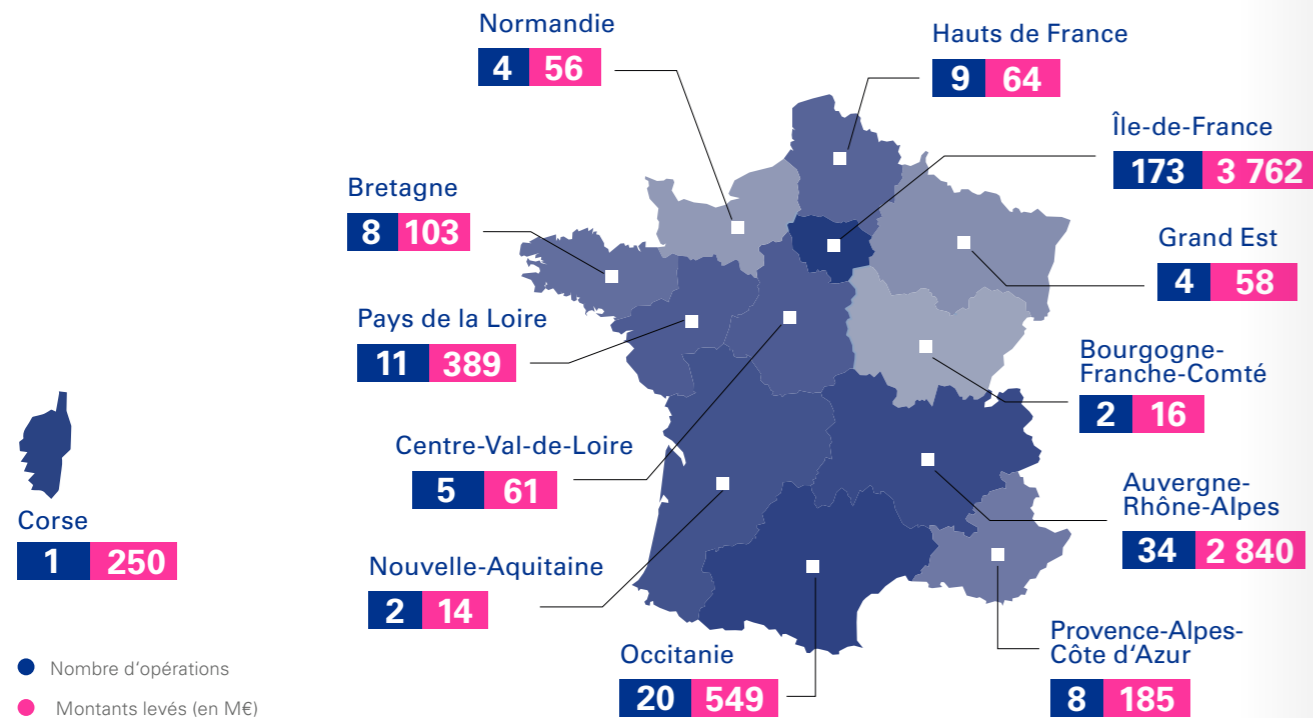 Normandie
4 56
Hauts de France
9 64
Île-de-France
173 3 762
Bretagne
8 103
Grand Est
4 58
Pays de la Loire
11 389
Bourgogne-
Franche-Comté
2 16
Centre-Val-de-Loire
5 61
Auvergne-
Rhône-Alpes
34 2 840
Corse
1 250
Nouvelle-Aquitaine
2 14
Occitanie
20 549
Provence-Alpes-
Côte d'Azur
8 185
Nombre d'opérations
Montants levés (en M€)